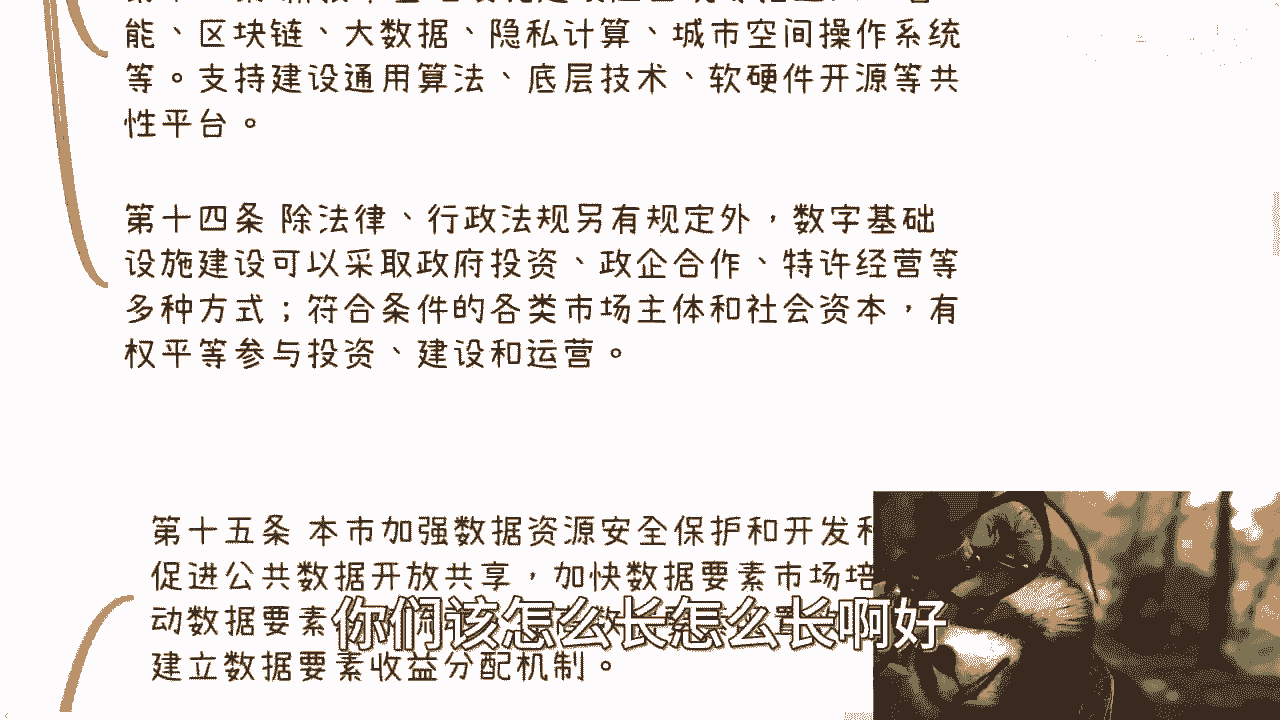 能、区块链、大数据、隐私计算、城市空间操作系统
等。支持建设通用算法、底层技术、软硬件开源等共
性平台。
第十四条 除法律、行政法规另有规定外，数字基础
设施建设可以采取政府投资、政企合作、特许经营等
多种方式；符合条件的各类市场主体和社会资本，有
权平等参与投资、建设和运营。
第十五条 本市加强数据资源安全保护和开发利
促进公共数据开放共享，加快数据要素市场培
动数据要素
你们该怎么长怎么长啊好
建立数据要素收益分配机制。